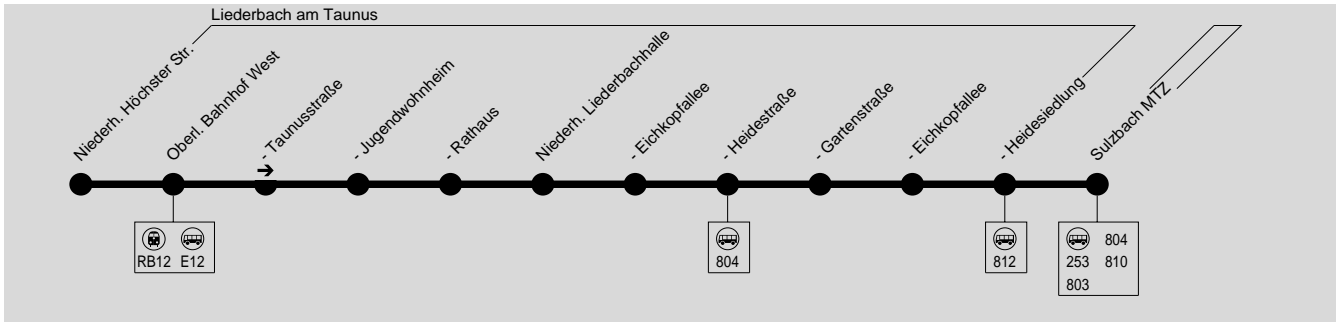 Liederbach am Taunus
Niederh. Höchster Str.
Oberl. Bahnhof West
- Taunusstraße
- Jugendwohnheim
- Rathaus
Niederh. Liederbachhalle
- Eichkopfallee
- Heidestraße
- Gartenstraße
- Eichkopfallee
- Heidesiedlung
Sulzbach MTZ
➔
RB12 E12
804
812
804
253 810
803